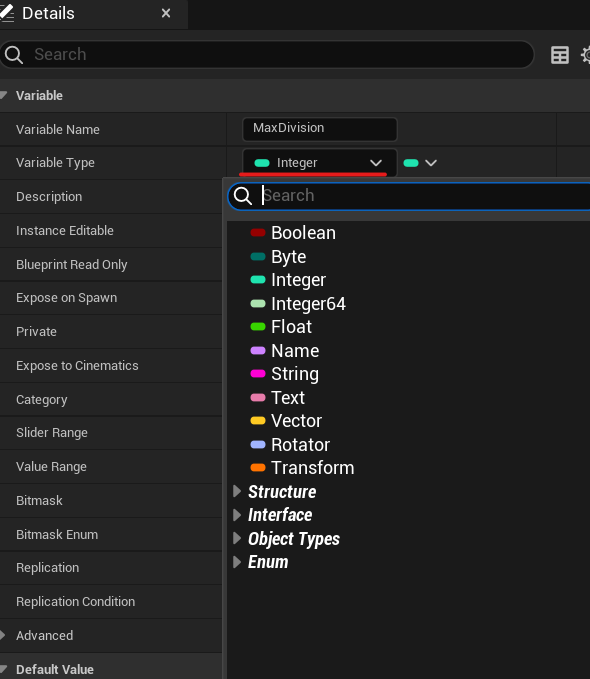 Details
Search
Variable
Variable Name MaxDivision
Variable Type Integer
Search
Description
Instance Editable
Blueprint Read Only
Expose on Spawn
Private
Expose to Cinematics
Category
Slider Range
Value Range
Bitmask
Bitmask Enum
Replication
Replication Condition
Advanced
Default Value
Boolean
Byte
Integer
Integer64
Float
Name
String
Text
Vector
Rotator
Transform
Structure
Interface
Object Types
Enum